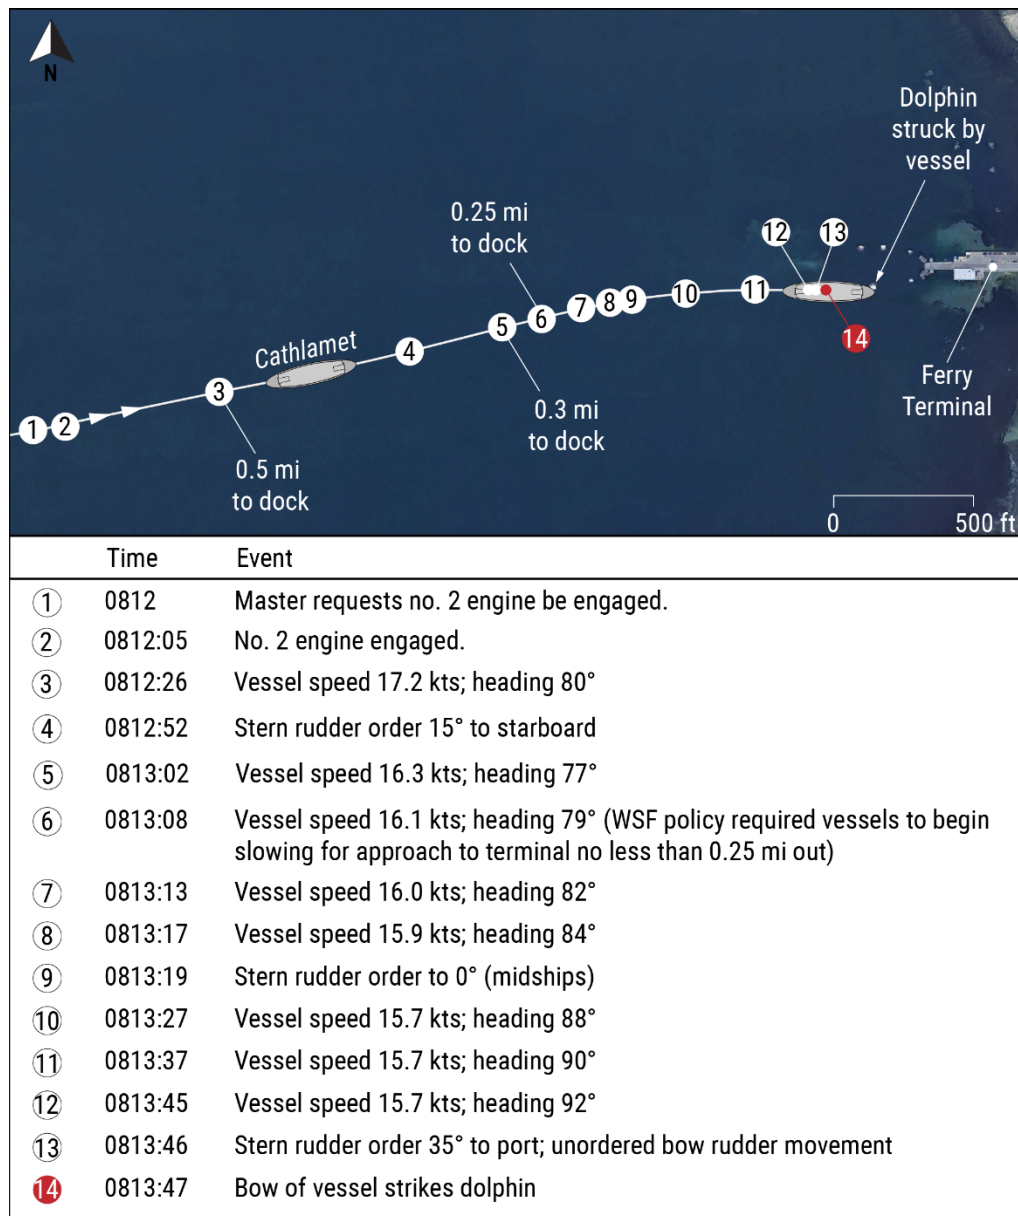 N
Dolphin
struck by
vessel
0.25 mi
to dock
12
13
11
10
9
8
7
6
5
4
14
Cathlamet
3
1
2
0.3 mi
to dock
0.5 mi
to dock
Ferry
Terminal
0
500 ft
Time Event
1 0812 Master requests no. 2 engine be engaged.
2 0812:05 No. 2 engine engaged.
3 0812:26 Vessel speed 17.2 kts; heading 80°
4 0812:52 Stern rudder order 15° to starboard
5 0813:02 Vessel speed 16.3 kts; heading 77°
6 0813:08 Vessel speed 16.1 kts; heading 79° (WSF policy required vessels to begin
slowing for approach to terminal no less than 0.25 mi out)
7 0813:13 Vessel speed 16.0 kts; heading 82°
8 0813:17 Vessel speed 15.9 kts; heading 84°
9 0813:19 Stern rudder order to 0° (midships)
10 0813:27 Vessel speed 15.7 kts; heading 88°
11 0813:37 Vessel speed 15.7 kts; heading 90°
12 0813:45 Vessel speed 15.7 kts; heading 92°
13 0813:46 Stern rudder order 35° to port; unordered bow rudder movement
14 0813:47 Bow of vessel strikes dolphin